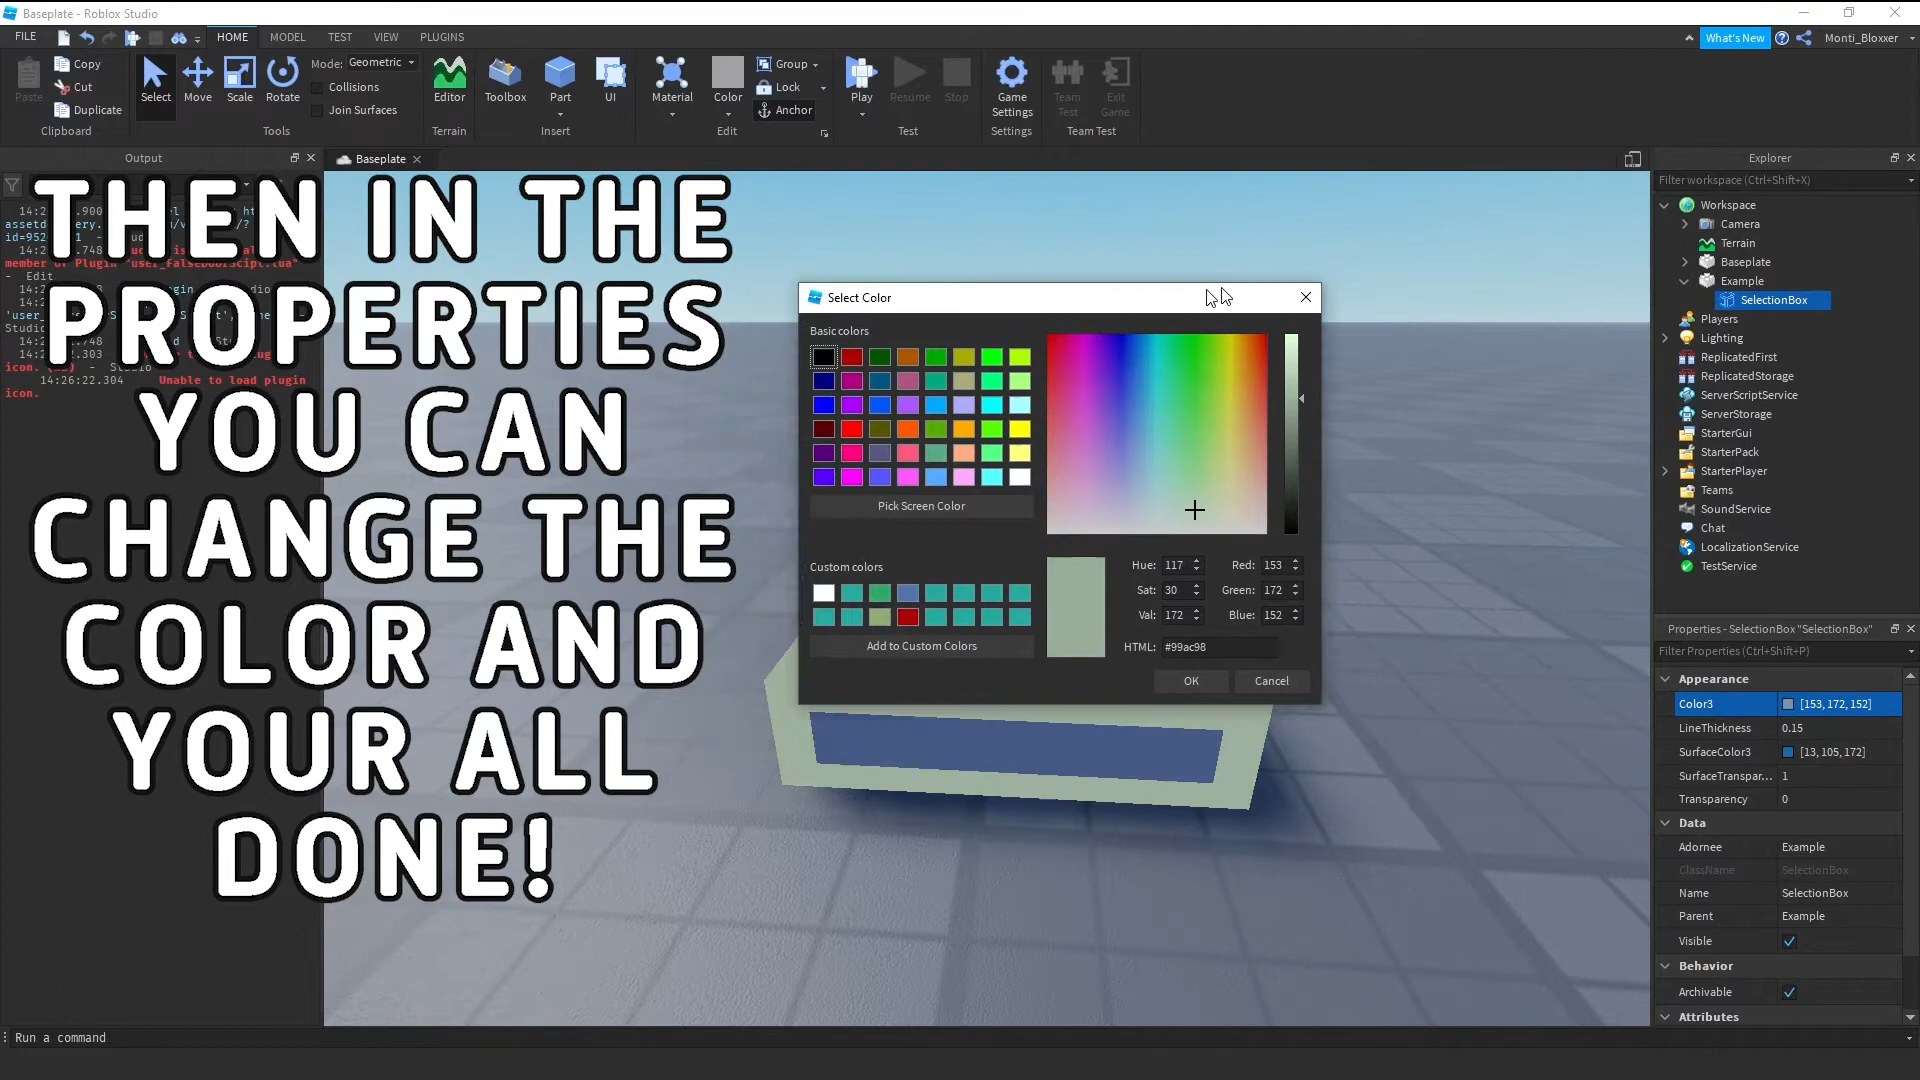 Baseplate - Roblox Studio
FILE
HOME
MODEL
TEST
VIEW
PLUGINS
What's New
Monti_Bloxxer
Paste
Copy
Cut
Duplicate
Clipboard
Select
Move
Scale
Rotate
Mode: Geometric
Collisions
Join Surfaces
Tools
Editor
Terrain
Toolbox
Part
UI
Insert
Material
Color
Group
Lock
Anchor
Edit
Play
Resume
Stop
Test
Game
Settings
Settings
Team
Test
Exit
Game
Team Test
Output
Baseplate
THEN IN THE
PROPERTIES
YOU CAN
CHANGE THE
COLOR AND
YOUR ALL
DONE!
- Edit
icon.
- Studio
14:26:22.304 Unable to load plugin
icon.
Select Color
Basic colors
Pick Screen Color
Custom colors
Add to Custom Colors
Hue: 117
Red: 153
Sat: 30
Green: 172
Val: 172
Blue: 152
HTML: #99ac98
OK
Cancel
Explorer
Filter workspace (Ctrl+Shift+X)
Workspace
Camera
Terrain
Baseplate
Example
SelectionBox
Players
Lighting
ReplicatedFirst
ReplicatedStorage
ServerScriptService
ServerStorage
StarterGui
StarterPack
StarterPlayer
Teams
SoundService
Chat
LocalizationService
TestService
Properties - SelectionBox "SelectionBox"
Filter Properties (Ctrl+Shift+P)
Appearance
Color3 [153, 172, 152]
LineThickness 0.15
SurfaceColor3 [13, 105, 172]
SurfaceTranspar... 1
Transparency 0
Data
Adornee Example
ClassName SelectionBox
Name SelectionBox
Parent Example
Visible
Behavior
Archivable
Attributes
Run a command